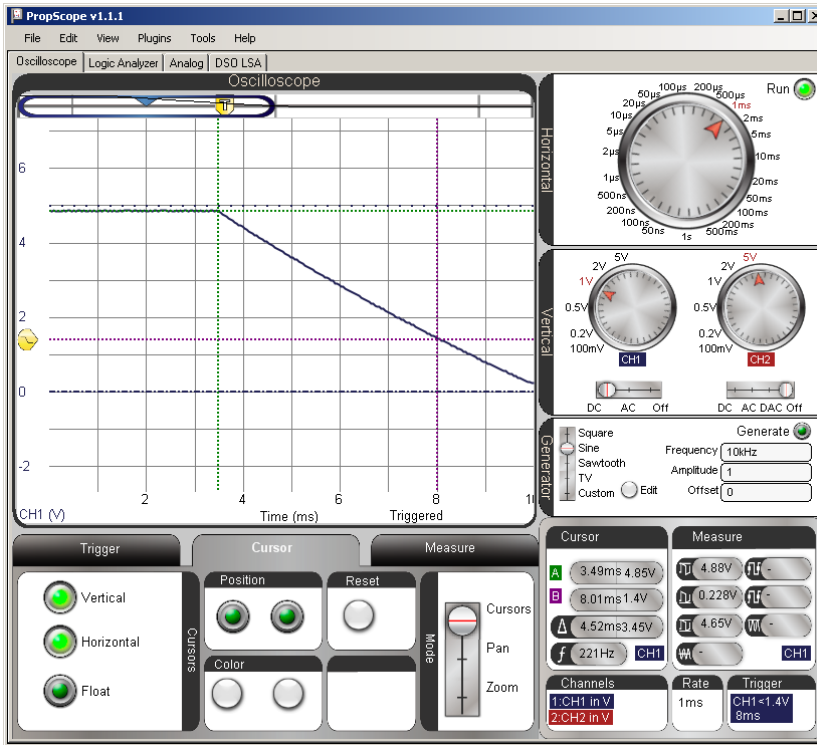 PropScope v1.1.1
File Edit View Plugins Tools Help
Oscilloscope Logic Analyzer Analog DSO LSA
Oscilloscope
T
6
4
2
0
-2
2 4 6 8 1
CH1 (V) Time (ms) Triggered
Horizontal
Run
50ns
100ns
200ns
500ns
1µs
2µs
5µs
10µs
20µs
50µs
100µs
200µs
500µs
1ms
2ms
5ms
10ms
20ms
50ms
100ms
200ms
500ms
1s
Vertical
5V
2V
1V
0.5V
0.2V
100mV
CH1
DC AC Off
5V
2V
1V
0.5V
0.2V
100mV
CH2
DC AC DAC Off
Generator
Square
Sine
Sawtooth
TV
Custom Edit
Generate
Frequency 10kHz
Amplitude 1
Offset 0
Trigger Cursor Measure
Vertical
Horizontal
Float
Cursors
Position Reset
Color
Mode
Cursors
Pan
Zoom
Cursor
A 3.49ms 4.85V
B 8.01ms 1.4V
Δ 4.52ms 3.45V
f 221Hz CH1
Measure
4.88V -
0.228V -
4.65V -
- CH1
Channels
1:CH1 in V
2:CH2 in V
Rate
1ms
Trigger
CH1<1.4V
8ms